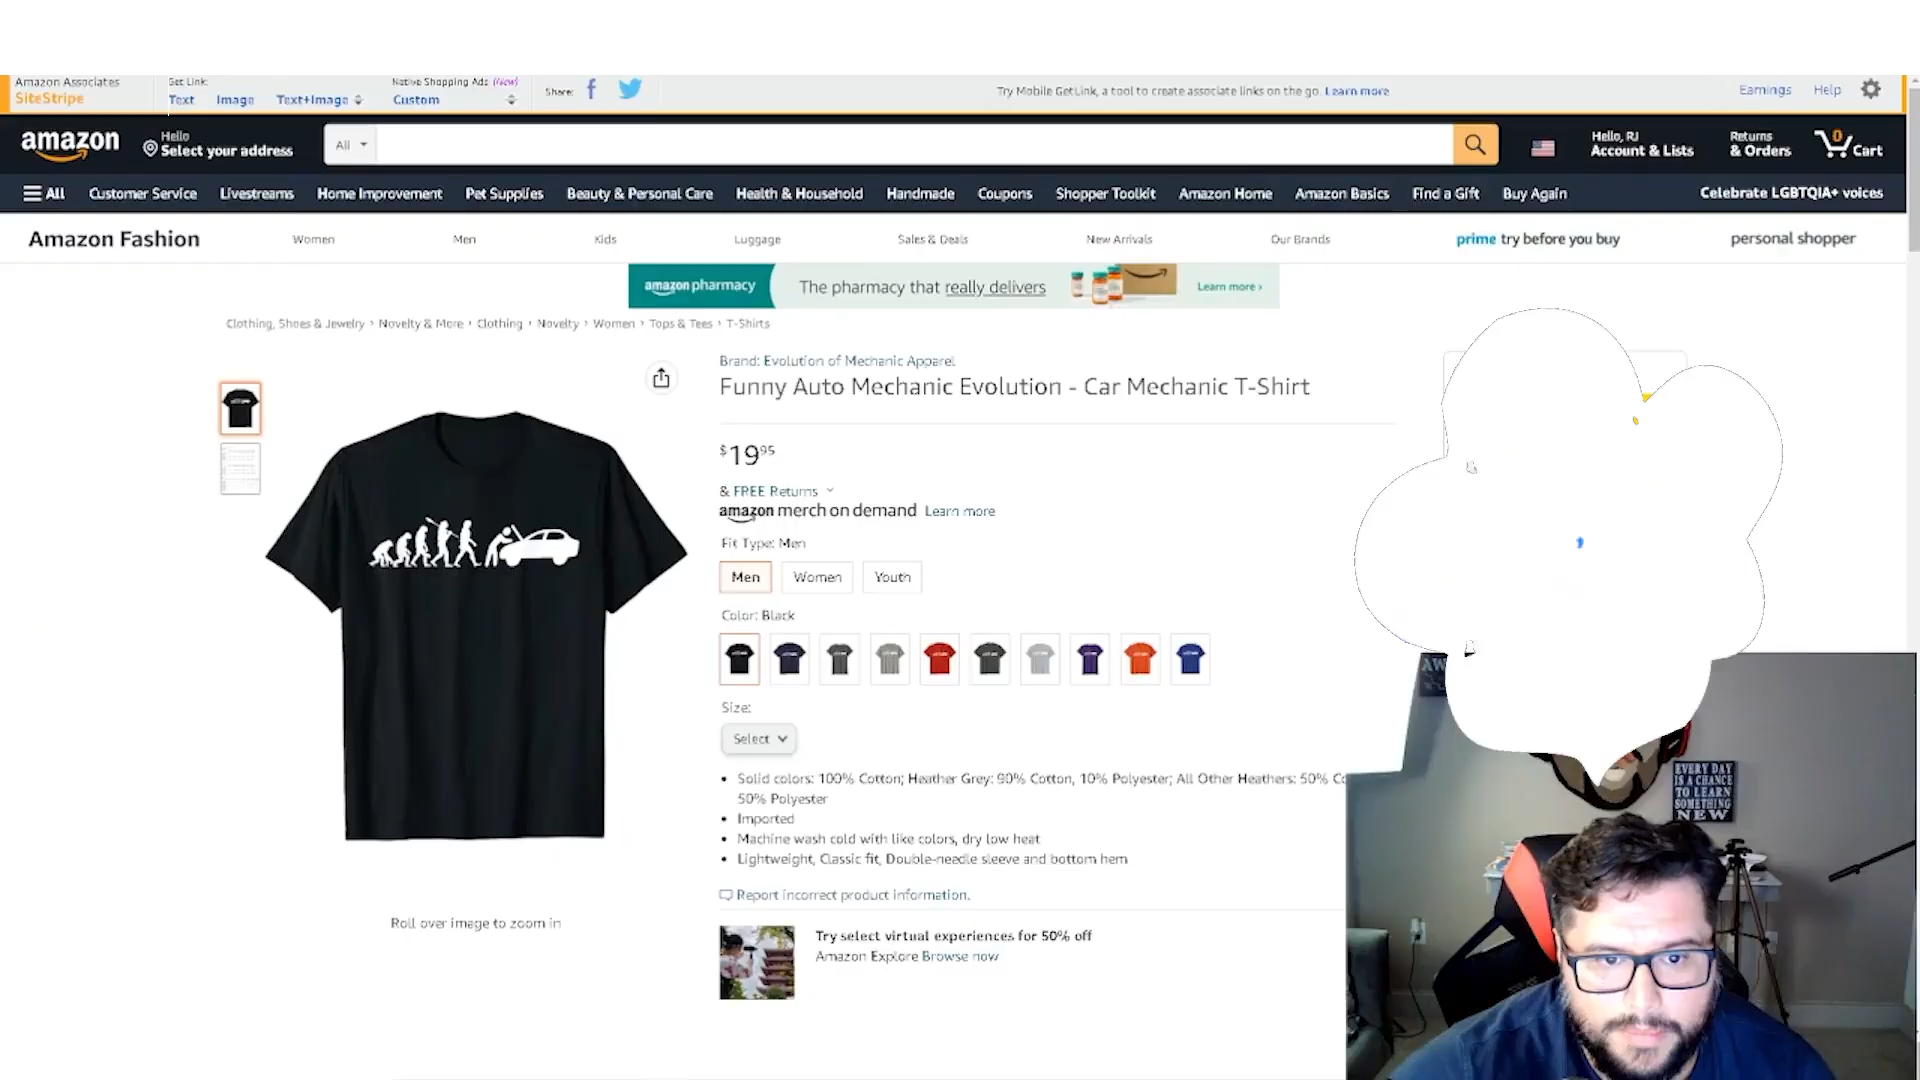 Amazon Associates
SiteStripe
Get Link:
Text Image Text+Image
Native Shopping Ads (New)
Custom
Share:
Try Mobile GetLink, a tool to create associate links on the go. Learn more
Earnings Help
amazon
Hello
Select your address
All
Hello, RJ
Account & Lists
Returns
& Orders
0
Cart
All Customer Service Livestreams Home Improvement Pet Supplies Beauty & Personal Care Health & Household Handmade Coupons Shopper Toolkit Amazon Home Amazon Basics Find a Gift Buy Again Celebrate LGBTQIA+ voices
Amazon Fashion Women Men Kids Luggage Sales & Deals New Arrivals Our Brands prime try before you buy personal shopper
amazon pharmacy The pharmacy that really delivers Learn more ›
Clothing, Shoes & Jewelry › Novelty & More › Clothing › Novelty › Women › Tops & Tees › T-Shirts
Brand: Evolution of Mechanic Apparel
Funny Auto Mechanic Evolution - Car Mechanic T-Shirt
$19.95
& FREE Returns
amazon merch on demand Learn more
Fit Type: Men
Men Women Youth
Color: Black
Size:
Select
• Solid colors: 100% Cotton; Heather Grey: 90% Cotton, 10% Polyester; All Other Heathers: 50% Co
50% Polyester
• Imported
• Machine wash cold with like colors, dry low heat
• Lightweight, Classic fit, Double-needle sleeve and bottom hem
Report incorrect product information.
Roll over image to zoom in
Try select virtual experiences for 50% off
Amazon Explore Browse now
AW
EVERY DAY
IS A CHANCE
TO LEARN
SOMETHING
NEW